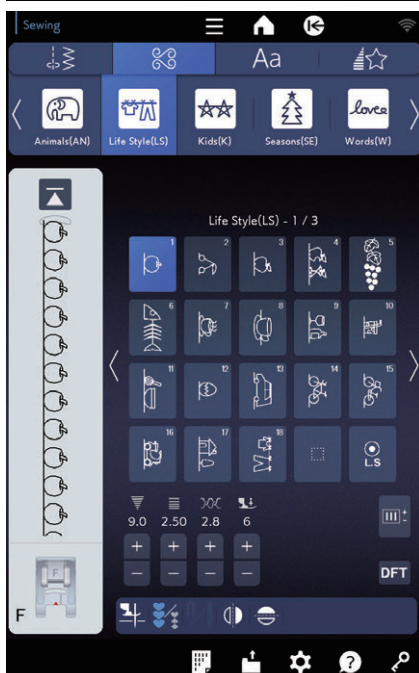 Sewing
Aa
Animals(AN) Life Style(LS) Kids(K) Seasons(SE) Words(W)
love
Life Style(LS) - 1 / 3
1 2 3 4 5
6 7 8 9 10
11 12 13 14 15
16 17 18
L.S
9.0 2.50 2.8 6
+ + + +
− − − −
DFT
F
F
?